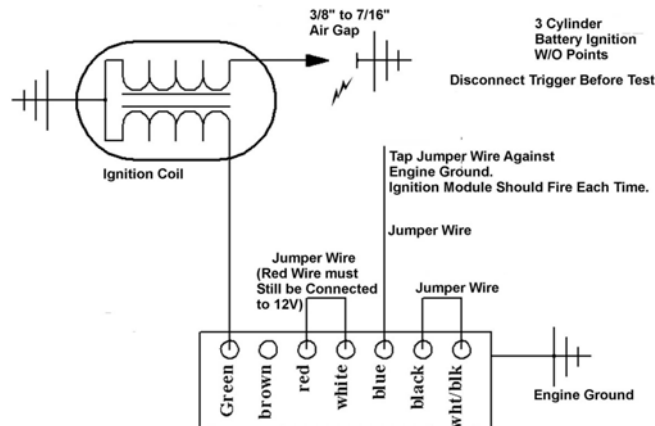 3/8" to 7/16"
Air Gap
3 Cylinder
Battery Ignition
W/O Points
Disconnect Trigger Before Test
Ignition Coil
Tap Jumper Wire Against
Engine Ground.
Ignition Module Should Fire Each Time.
Jumper Wire
Jumper Wire
(Red Wire must
Still be Connected
to 12V)
Jumper Wire
Green
brown
red
white
blue
black
wht/blk
Engine Ground